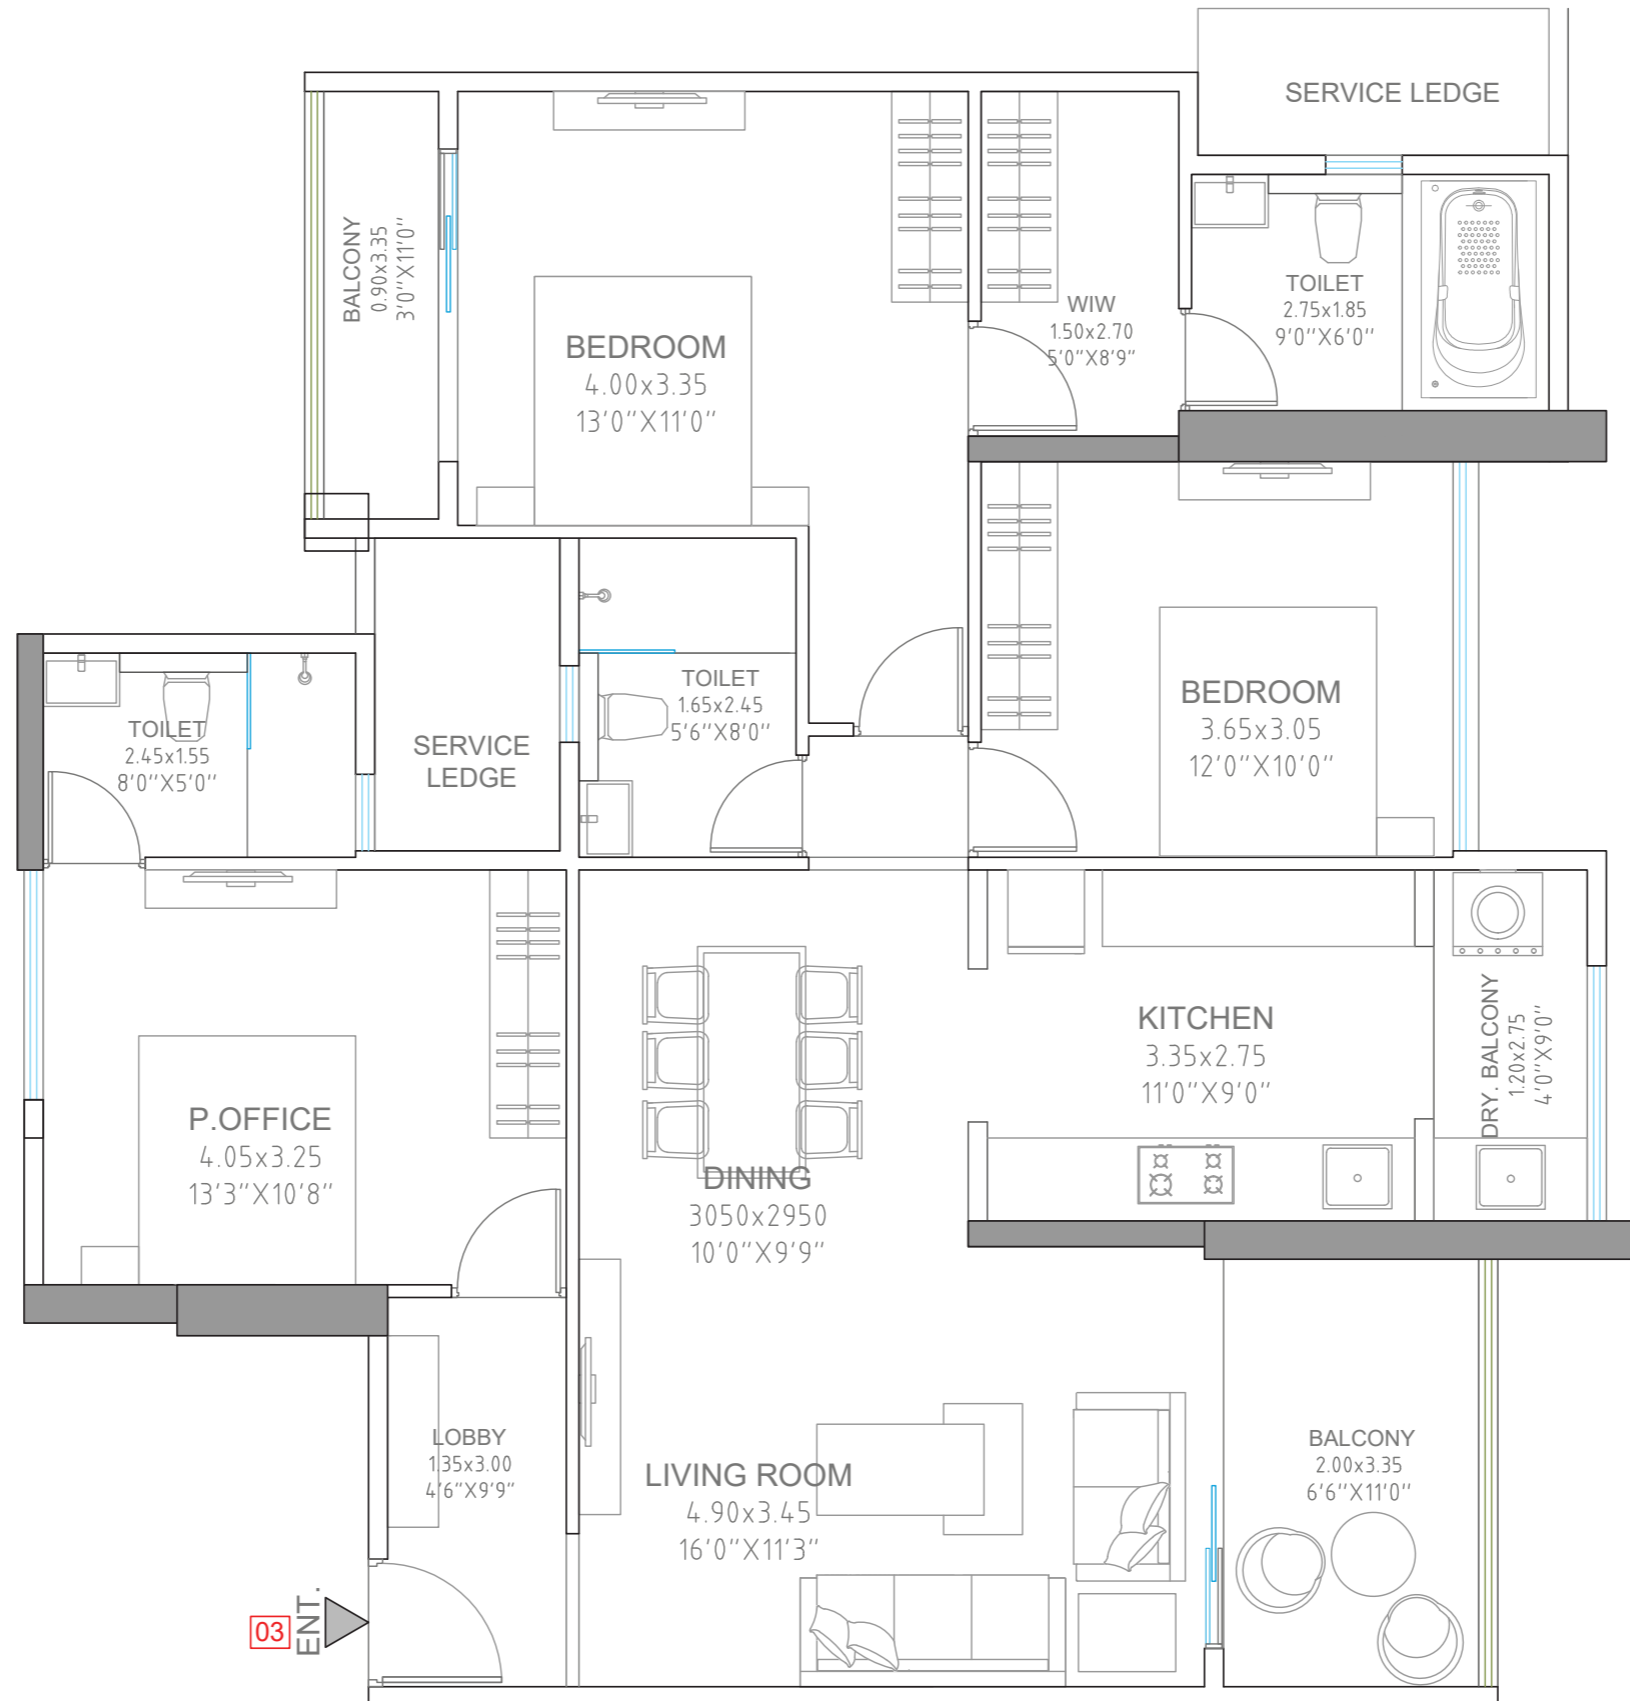 SERVICE LEDGE
BALCONY
0.90x3.35
3'0"X11'0"
BEDROOM
4.00x3.35
13'0"X11'0"
WIW
1.50x2.70
5'0"X8'9"
TOILET
2.75x1.85
9'0"X6'0"
TOILET
2.45x1.55
8'0"X5'0"
SERVICE
LEDGE
TOILET
1.65x2.45
5'6"X8'0"
BEDROOM
3.65x3.05
12'0"X10'0"
P.OFFICE
4.05x3.25
13'3"X10'8"
DINING
3050x2950
10'0"X9'9"
KITCHEN
3.35x2.75
11'0"X9'0"
DRY. BALCONY
1.20x2.75
4'0"X9'0"
LOBBY
1.35x3.00
4'6"X9'9"
LIVING ROOM
4.90x3.45
16'0"X11'3"
BALCONY
2.00x3.35
6'6"X11'0"
03
ENT.